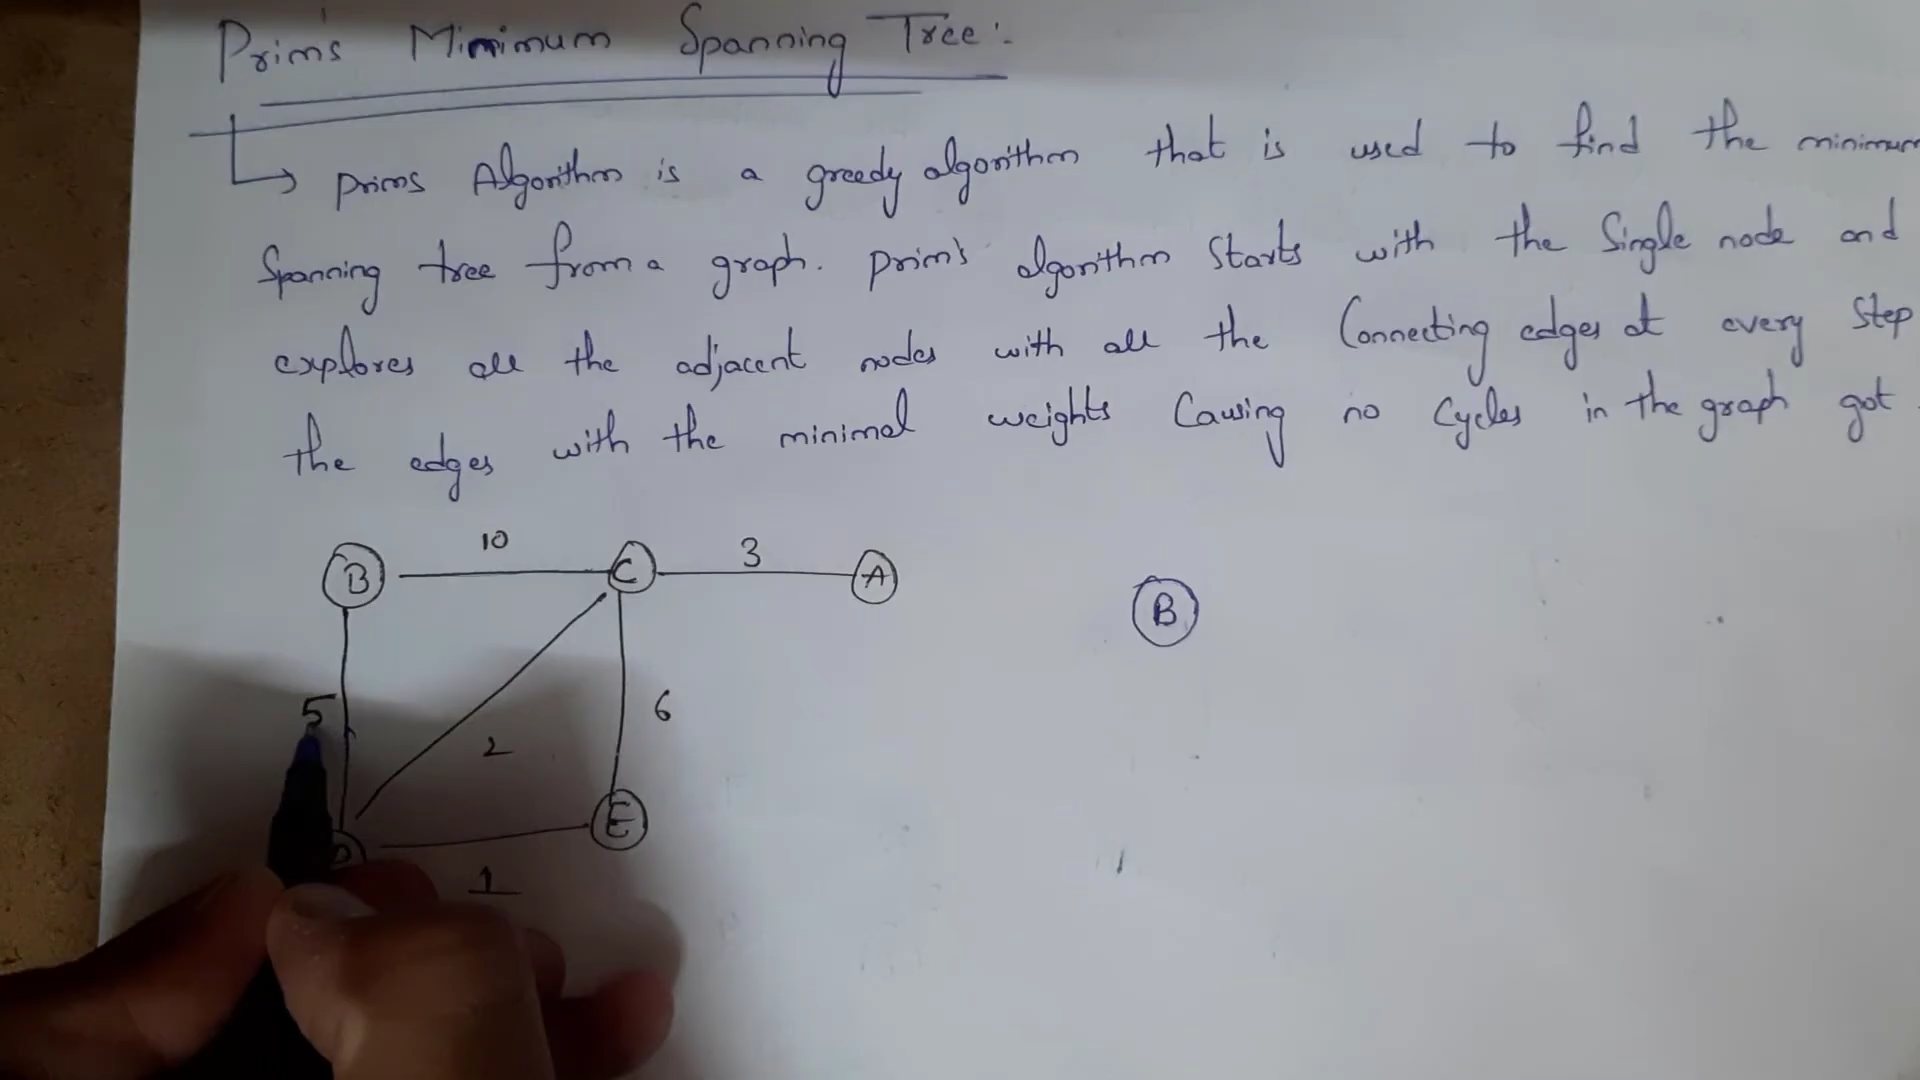 Prim's Minimum Spanning Tree :-
↳ prims Algorithm is a greedy algorithm that is used to find the minimum
Spanning tree from a graph. prim's algorithm starts with the single node and
explores all the adjacent nodes with all the Connecting edges at every step
the edges with the minimal weights Causing no cycles in the graph got
B 10 C 3 A
B
5 2 6
D 1 E